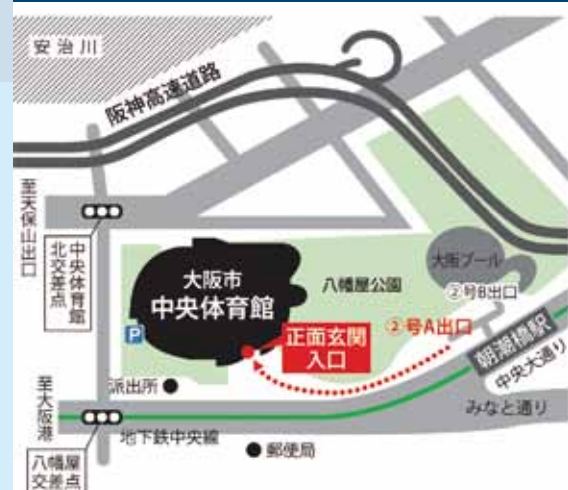 安治川
阪神高速道路
至天保山出口
中央体育館
北交差点
大阪市
中央体育館
八幡屋公園
大阪プール
②号B出口
②号A出口
正面玄関
入口
朝潮橋駅
中央大通り
みなと通り
P
派出所
至大阪港
地下鉄中央線
郵便局
八幡屋
交差点